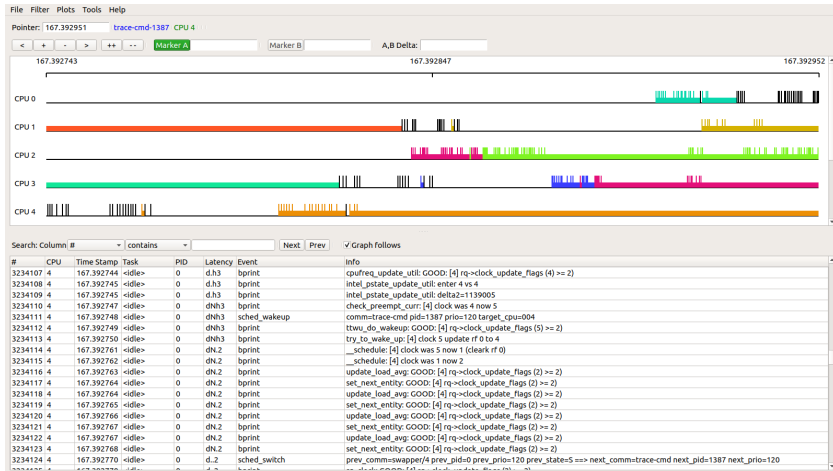 File Filter Plots Tools Help
Pointer: 167.392951 trace-cmd-1387 CPU 4
< + - > ++ -- Marker A Marker B A,B Delta:
167.392743 167.392847 167.392952
CPU 0
CPU 1
CPU 2
CPU 3
CPU 4
Search: Column # contains Next Prev Graph follows
# CPU Time Stamp Task PID Latency Event Info
3234107 4 167.392744 <idle> 0 d.h3 bprint cpufreq_update_util: GOOD: [4] rq->clock_update_flags (4) >= 2)
3234108 4 167.392745 <idle> 0 d.h3 bprint intel_pstate_update_util: enter 4 vs 4
3234109 4 167.392745 <idle> 0 d.h3 bprint intel_pstate_update_util: delta2=1139005
3234110 4 167.392747 <idle> 0 dNh3 bprint check_preempt_curr: [4] clock was 4 now 5
3234111 4 167.392748 <idle> 0 dNh3 sched_wakeup comm=trace-cmd pid=1387 prio=120 target_cpu=004
3234112 4 167.392749 <idle> 0 dNh3 bprint ttwu_do_wakeup: GOOD: [4] rq->clock_update_flags (5) >= 2)
3234113 4 167.392750 <idle> 0 dNh3 bprint try_to_wake_up: [4] clock 5 update rf 0 to 4
3234114 4 167.392761 <idle> 0 dN.2 bprint __schedule: [4] clock was 5 now 1 (cleark rf 0)
3234115 4 167.392762 <idle> 0 dN.2 bprint __schedule: [4] clock was 1 now 2
3234116 4 167.392763 <idle> 0 dN.2 bprint update_load_avg: GOOD: [4] rq->clock_update_flags (2) >= 2)
3234117 4 167.392764 <idle> 0 dN.2 bprint set_next_entity: GOOD: [4] rq->clock_update_flags (2) >= 2)
3234118 4 167.392764 <idle> 0 dN.2 bprint update_load_avg: GOOD: [4] rq->clock_update_flags (2) >= 2)
3234119 4 167.392765 <idle> 0 dN.2 bprint set_next_entity: GOOD: [4] rq->clock_update_flags (2) >= 2)
3234120 4 167.392766 <idle> 0 dN.2 bprint update_load_avg: GOOD: [4] rq->clock_update_flags (2) >= 2)
3234121 4 167.392767 <idle> 0 dN.2 bprint set_next_entity: GOOD: [4] rq->clock_update_flags (2) >= 2)
3234122 4 167.392767 <idle> 0 dN.2 bprint update_load_avg: GOOD: [4] rq->clock_update_flags (2) >= 2)
3234123 4 167.392768 <idle> 0 dN.2 bprint set_next_entity: GOOD: [4] rq->clock_update_flags (2) >= 2)
3234124 4 167.392770 <idle> 0 d..2 sched_switch prev_comm=swapper/4 prev_pid=0 prev_prio=120 prev_state=S ==> next_comm=trace-cmd next_pid=1387 next_prio=120